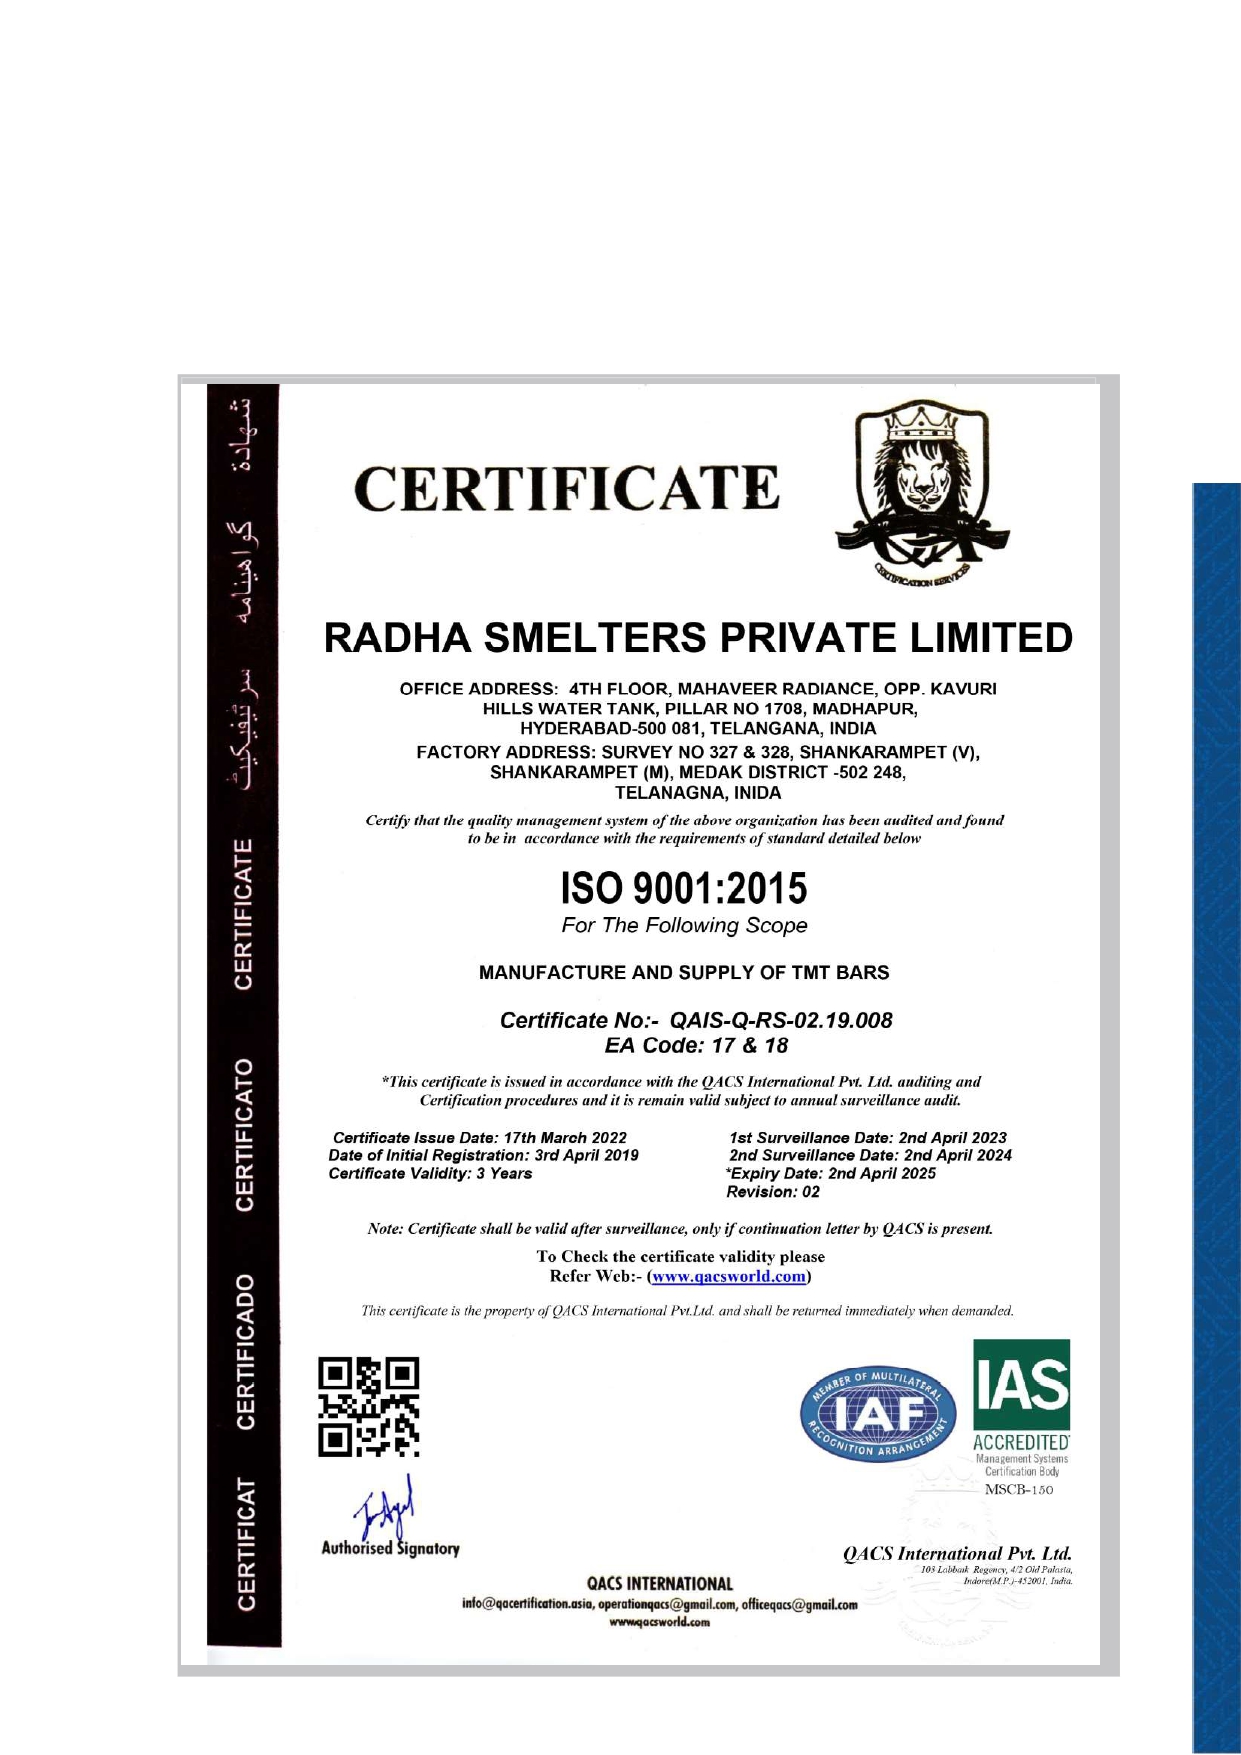 شهادة
گواهینامه
سرٹیفیکیٹ
CERTIFICATE
CERTIFICATO
CERTIFICADO
CERTIFICAT
CERTIFICATE
QA
CERTIFICATION SERVICES
RADHA SMELTERS PRIVATE LIMITED
OFFICE ADDRESS: 4TH FLOOR, MAHAVEER RADIANCE, OPP. KAVURI
HILLS WATER TANK, PILLAR NO 1708, MADHAPUR,
HYDERABAD-500 081, TELANGANA, INDIA
FACTORY ADDRESS: SURVEY NO 327 & 328, SHANKARAMPET (V),
SHANKARAMPET (M), MEDAK DISTRICT -502 248,
TELANAGNA, INIDA
Certify that the quality management system of the above organization has been audited and found
to be in accordance with the requirements of standard detailed below
ISO 9001:2015
For The Following Scope
MANUFACTURE AND SUPPLY OF TMT BARS
Certificate No:- QAIS-Q-RS-02.19.008
EA Code: 17 & 18
*This certificate is issued in accordance with the QACS International Pvt. Ltd. auditing and
Certification procedures and it is remain valid subject to annual surveillance audit.
Certificate Issue Date: 17th March 2022
Date of Initial Registration: 3rd April 2019
Certificate Validity: 3 Years
1st Surveillance Date: 2nd April 2023
2nd Surveillance Date: 2nd April 2024
*Expiry Date: 2nd April 2025
Revision: 02
Note: Certificate shall be valid after surveillance, only if continuation letter by QACS is present.
To Check the certificate validity please
Refer Web:- (www.qacsworld.com)
This certificate is the property of QACS International Pvt.Ltd. and shall be returned immediately when demanded.
MEMBER OF MULTILATERAL
IAF
RECOGNITION ARRANGEMENT
IAS
ACCREDITED
Management Systems
Certification Body
MSCB-150
Authorised Signatory
QACS International Pvt. Ltd.
103 Labbaik Regency, 4/2 Old Palasia,
Indore(M.P.)-452001, India.
QACS INTERNATIONAL
info@qacertification.asia, operationqacs@gmail.com, officeqacs@gmail.com
www.qacsworld.com